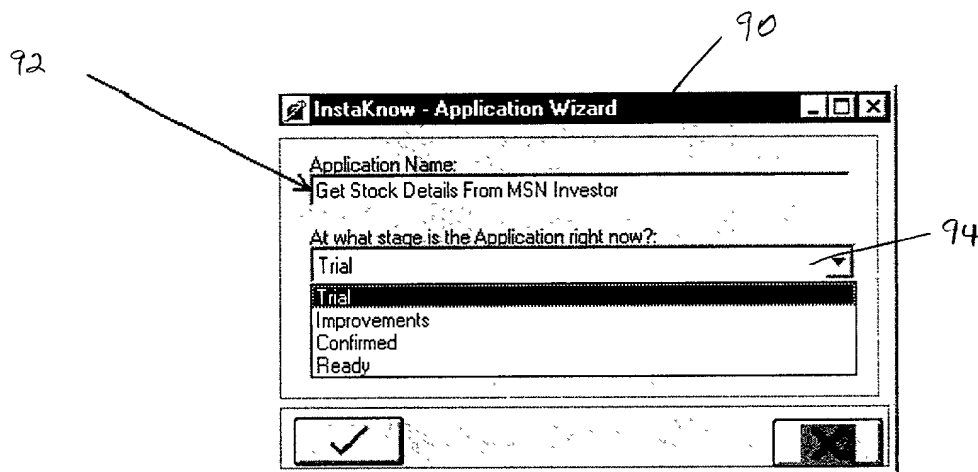 90
92
InstaKnow - Application Wizard
Application Name:
Get Stock Details From MSN Investor
At what stage is the Application right now?:
94
Trial
Trial
Improvements
Confirmed
Ready